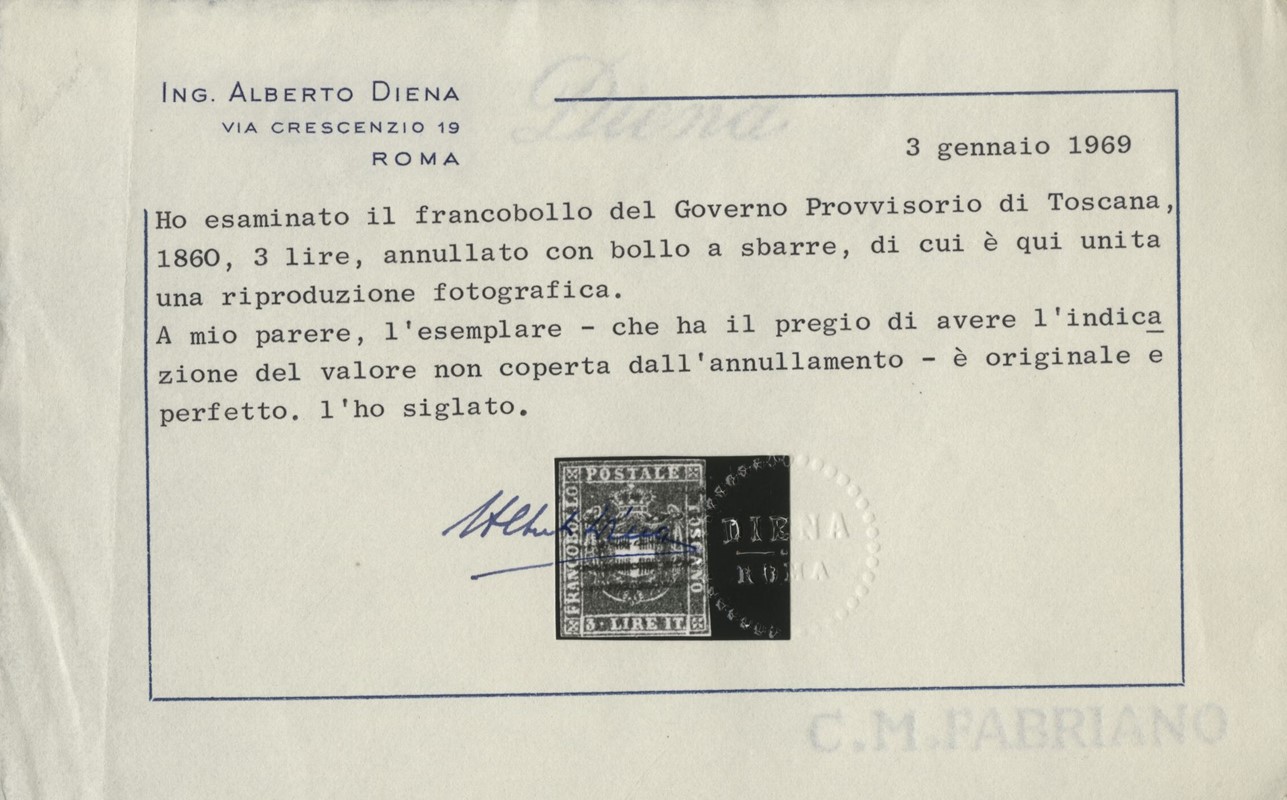 Diena
ING. ALBERTO DIENA
VIA CRESCENZIO 19
ROMA
3 gennaio 1969
Ho esaminato il francobollo del Governo Provvisorio di Toscana,
1860, 3 lire, annullato con bollo a sbarre, di cui è qui unita
una riproduzione fotografica.
A mio parere, l'esemplare - che ha il pregio di avere l'indica
zione del valore non coperta dall'annullamento - è originale e
perfetto. l'ho siglato.
Alberto Diena
FRANCOBOLLO
POSTALE
TOSCANO
3 LIRE IT
DIENA
ROMA
C.M.FABRIANO